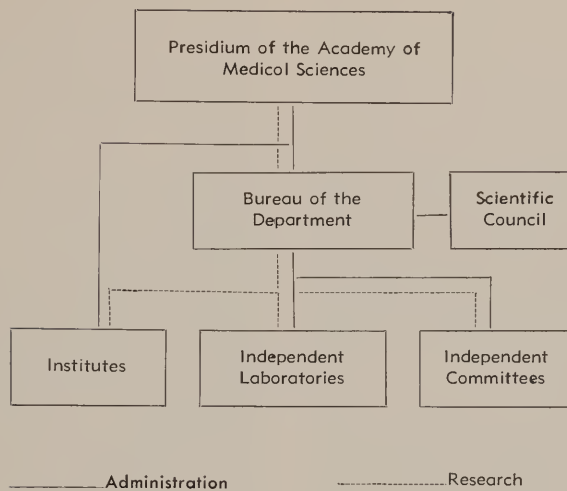 Presidium of the Academy of
Medicol Sciences
Bureau of the
Department
Scientific
Council
Institutes
Independent
Laboratories
Independent
Committees
Administration
Research